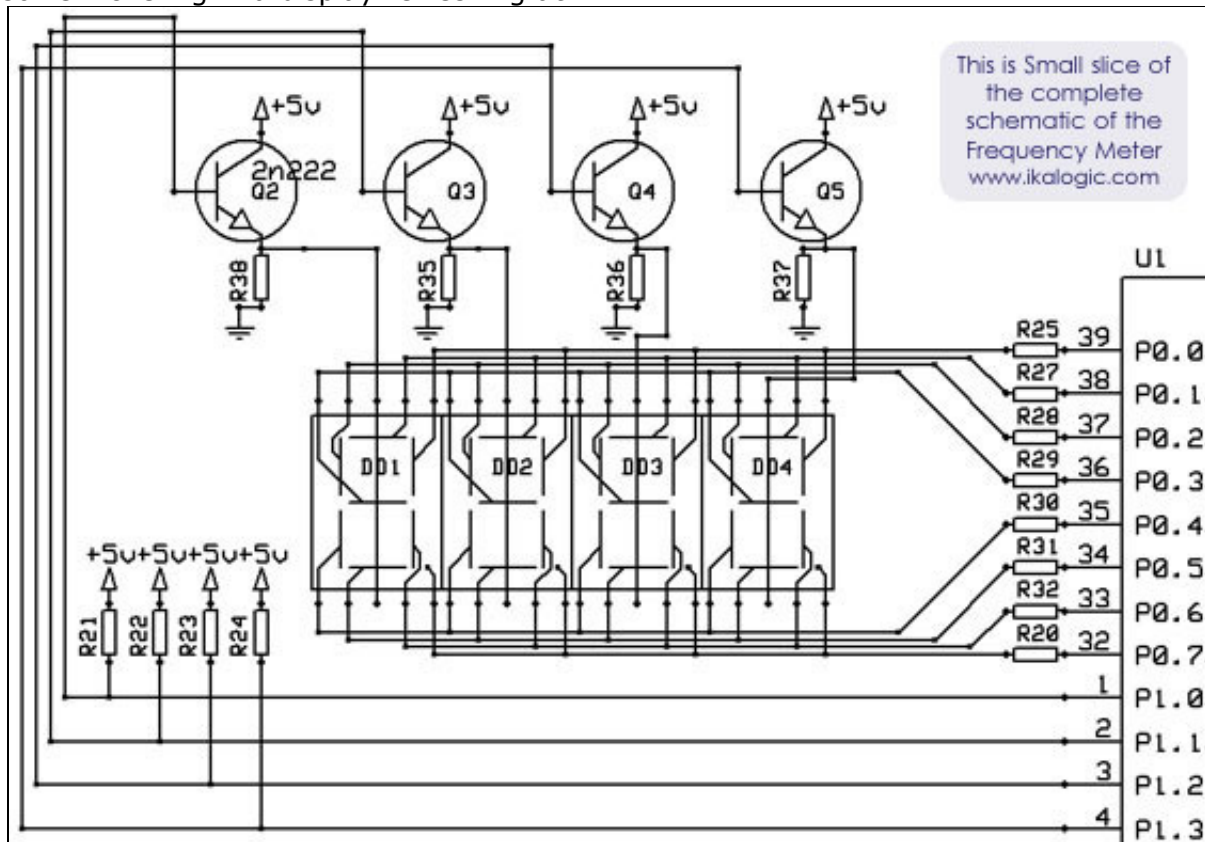 This is Small slice of
the complete
schematic of the
Frequency Meter
www.ikalogic.com
+5v +5v +5v +5v
2n222
Q2 Q3 Q4 Q5
R38 R35 R36 R37
U1
R25 39 P0.0
R27 38 P0.1
R28 37 P0.2
R29 36 P0.3
R30 35 P0.4
R31 34 P0.5
R32 33 P0.6
R20 32 P0.7
DD1 DD2 DD3 DD4
+5v +5v +5v +5v
R21 R22 R23 R24
1 P1.0
2 P1.1
3 P1.2
4 P1.3